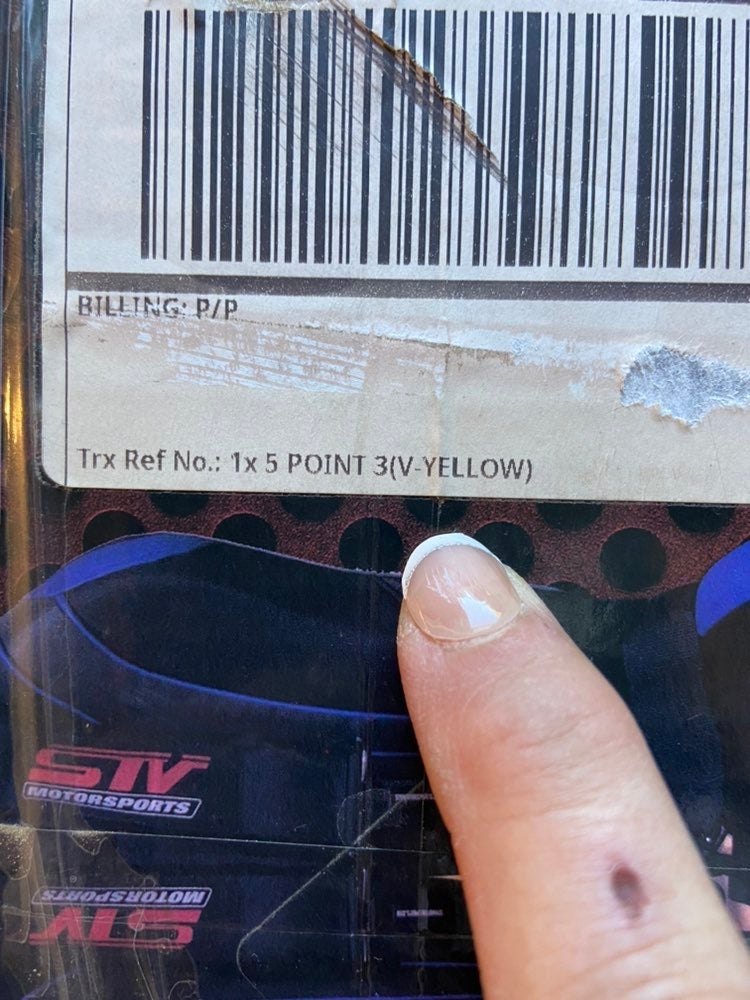 BILLING: P/P
Trx Ref No.: 1x 5 POINT 3(V-YELLOW)
STV
MOTORSPORTS
MOTORSPORTS
STV